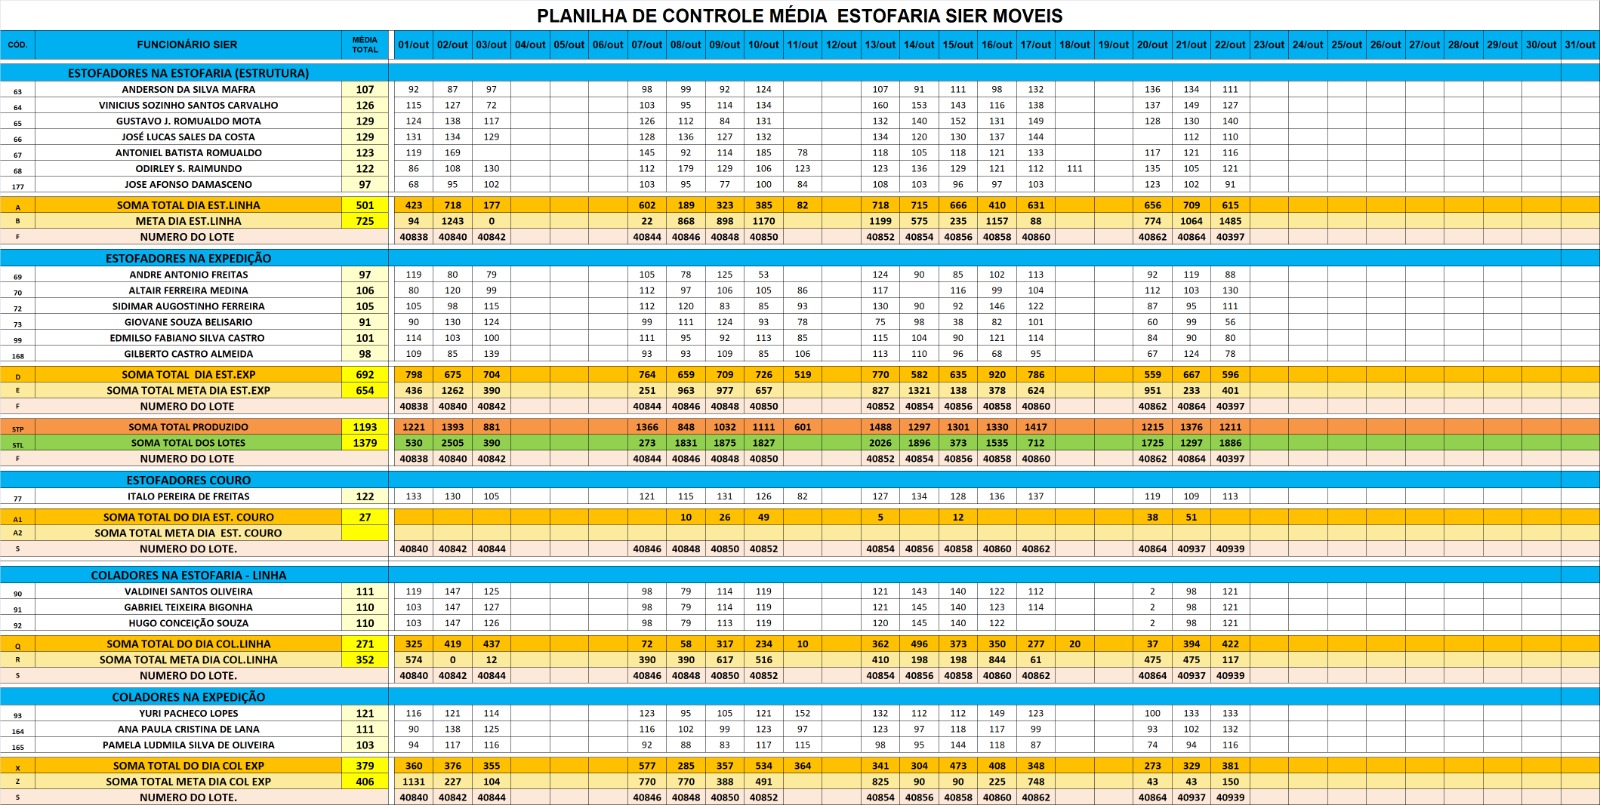 PLANILHA DE CONTROLE MÉDIA ESTOFARIA SIER MOVEIS
CÓD. FUNCIONÁRIO SIER MÉDIA TOTAL 01/out 02/out 03/out 04/out 05/out 06/out 07/out 08/out 09/out 10/out 11/out 12/out 13/out 14/out 15/out 16/out 17/out 18/out 19/out 20/out 21/out 22/out 23/out 24/out 25/out 26/out 27/out 28/out 29/out 30/out 31/out
ESTOFADORES NA ESTOFARIA (ESTRUTURA)
63 ANDERSON DA SILVA MAFRA 107 92 87 97 98 99 92 124 107 91 111 98 132 136 134 111
64 VINICIUS SOZINHO SANTOS CARVALHO 126 115 127 72 103 95 114 134 160 153 143 116 138 137 149 127
65 GUSTAVO J. ROMUALDO MOTA 129 124 138 117 126 112 84 131 132 140 152 131 149 128 130 140
66 JOSÉ LUCAS SALES DA COSTA 129 131 134 129 128 136 127 132 134 120 130 137 144 112 110
67 ANTONIEL BATISTA ROMUALDO 123 119 169 145 92 114 185 78 118 105 118 121 133 117 121 116
68 ODIRLEY S. RAIMUNDO 122 86 108 130 112 179 129 106 123 123 136 129 121 112 111 135 105 121
177 JOSE AFONSO DAMASCENO 97 68 95 102 103 95 77 100 84 108 103 96 97 103 123 102 91
A SOMA TOTAL DIA EST.LINHA 501 423 718 177 602 189 323 385 82 718 715 666 410 631 656 709 615
B META DIA EST.LINHA 725 94 1243 0 22 868 898 1170 1199 575 235 1157 88 774 1064 1485
F NUMERO DO LOTE 40838 40840 40842 40844 40846 40848 40850 40852 40854 40856 40858 40860 40862 40864 40397
ESTOFADORES NA EXPEDIÇÃO
69 ANDRE ANTONIO FREITAS 97 119 80 79 105 78 125 53 124 90 85 102 113 92 119 88
70 ALTAIR FERREIRA MEDINA 106 80 120 99 112 97 106 105 86 117 116 99 104 112 103 130
72 SIDIMAR AUGOSTINHO FERREIRA 105 105 98 115 112 120 83 85 93 130 90 92 146 122 87 95 111
73 GIOVANE SOUZA BELISARIO 91 90 130 124 99 111 124 93 78 75 98 38 82 101 60 99 56
99 EDMILSO FABIANO SILVA CASTRO 101 114 103 100 111 95 92 113 85 115 104 90 121 114 84 90 80
168 GILBERTO CASTRO ALMEIDA 98 109 85 139 93 93 109 85 106 113 110 96 68 95 67 124 78
D SOMA TOTAL DIA EST.EXP 692 798 675 704 764 659 709 726 519 770 582 635 920 786 559 667 596
E SOMA TOTAL META DIA EST.EXP 654 436 1262 390 251 963 977 657 827 1321 138 378 624 951 233 401
F NUMERO DO LOTE 40838 40840 40842 40844 40846 40848 40850 40852 40854 40856 40858 40860 40862 40864 40397
STP SOMA TOTAL PRODUZIDO 1193 1221 1393 881 1366 848 1032 1111 601 1488 1297 1301 1330 1417 1215 1376 1211
STL SOMA TOTAL DOS LOTES 1379 530 2505 390 273 1831 1875 1827 2026 1896 373 1535 712 1725 1297 1886
F NUMERO DO LOTE 40838 40840 40842 40844 40846 40848 40850 40852 40854 40856 40858 40860 40862 40864 40397
ESTOFADORES COURO
77 ITALO PEREIRA DE FREITAS 122 133 130 105 121 115 131 126 82 127 134 128 136 137 119 109 113
A1 SOMA TOTAL DO DIA EST. COURO 27 10 26 49 5 12 38 51
A2 SOMA TOTAL META DIA EST. COURO
S NUMERO DO LOTE. 40840 40842 40844 40846 40848 40850 40852 40854 40856 40858 40860 40862 40864 40937 40939
COLADORES NA ESTOFARIA - LINHA
90 VALDINEI SANTOS OLIVEIRA 111 119 147 125 98 79 114 119 121 143 140 122 112 2 98 121
91 GABRIEL TEIXEIRA BIGONHA 110 103 147 127 98 79 114 119 121 145 140 123 114 2 98 121
92 HUGO CONCEIÇÃO SOUZA 110 103 147 126 98 79 113 119 120 145 140 122 2 98 121
Q SOMA TOTAL DO DIA COL.LINHA 271 325 419 437 72 58 317 234 10 362 496 373 350 277 20 37 394 422
R SOMA TOTAL META DIA COL.LINHA 352 574 0 12 390 390 617 516 410 198 198 844 61 475 475 117
S NUMERO DO LOTE. 40840 40842 40844 40846 40848 40850 40852 40854 40856 40858 40860 40862 40864 40937 40939
COLADORES NA EXPEDIÇÃO
93 YURI PACHECO LOPES 121 116 121 114 123 95 105 121 152 132 112 112 149 123 100 133 133
164 ANA PAULA CRISTINA DE LANA 111 90 138 125 116 102 99 123 97 123 97 118 117 99 93 102 132
165 PAMELA LUDMILA SILVA DE OLIVEIRA 103 94 117 116 92 88 83 117 115 98 95 144 118 87 74 94 116
X SOMA TOTAL DO DIA COL EXP 379 360 376 355 577 285 357 534 364 341 304 473 408 348 273 329 381
Z SOMA TOTAL META DIA COL EXP 406 1131 227 104 770 770 388 491 825 90 90 225 748 43 43 150
S NUMERO DO LOTE. 40840 40842 40844 40846 40848 40850 40852 40854 40856 40858 40860 40862 40864 40937 40939